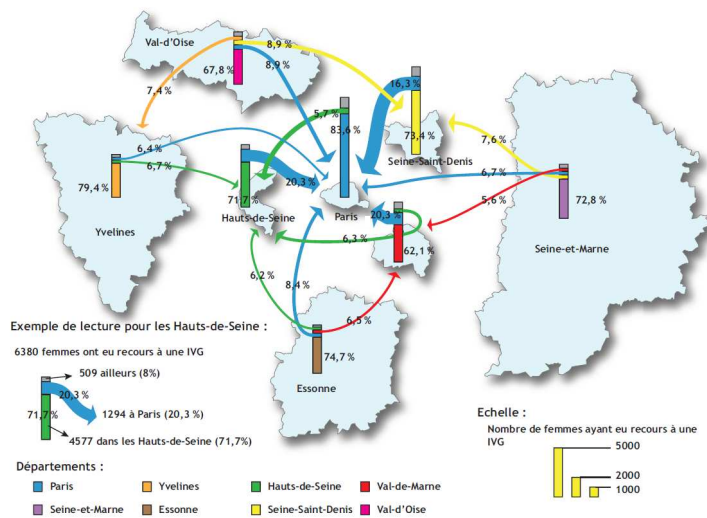 Val-d'Oise
8,9 %
8,9%
67,8 %
7,4%
16,3%
5,7 %
83,6%
73,4%
7,6%
Seine-Saint-Denis
6,4%
6,7%
79,4%
20,3%
71,7%
Hauts-de-Seine
Paris
6,7%
5,6%
72,8 %
20,3%
6,3%
62,1%
Yvelines
Seine-et-Marne
6,2%
8,4%
6,5%
74,7%
Essonne
Exemple de lecture pour les Hauts-de-Seine :
6380 femmes ont eu recours à une IVG
509 ailleurs (8%)
20,3%
71,7%
1294 à Paris (20,3 %)
4577 dans les Hauts-de-Seine (71,7%)
Echelle :
Nombre de femmes ayant eu recours à une
IVG
5000
2000
1000
Départements :
Paris
Yvelines
Hauts-de-Seine
Val-de-Marne
Seine-et-Marne
Essonne
Seine-Saint-Denis
Val-d'Oise